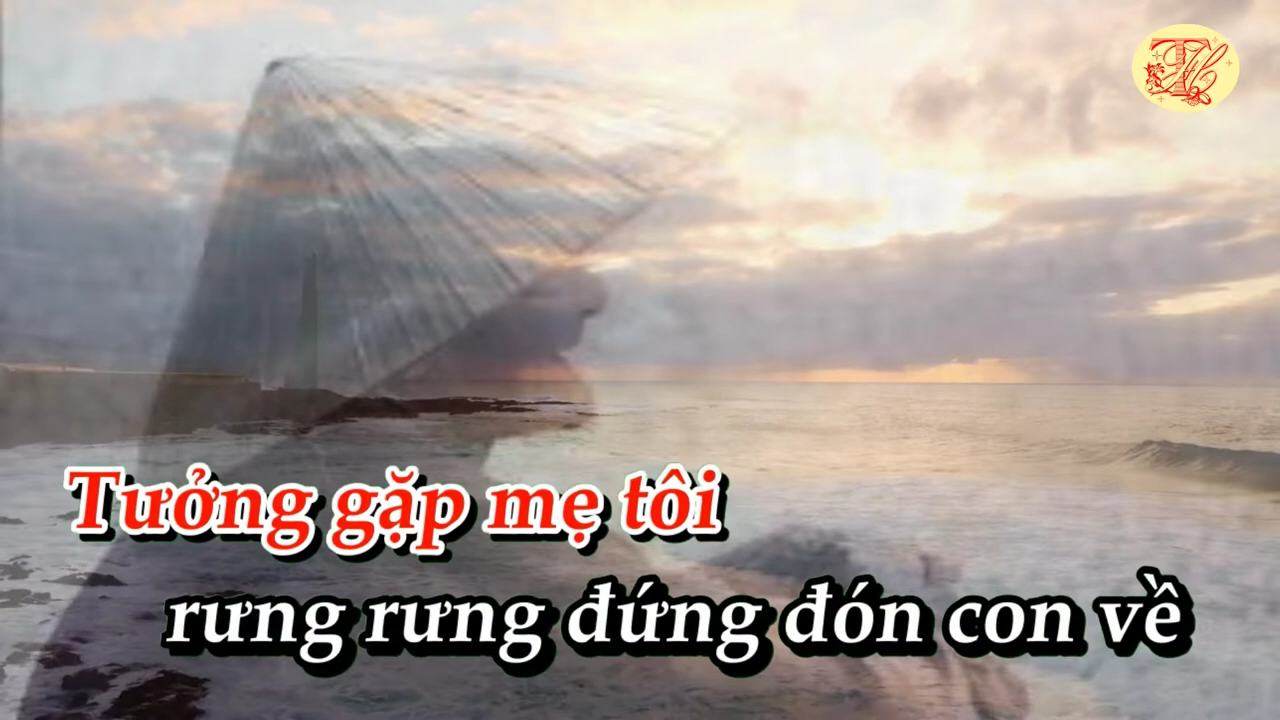 Tưởng gặp mẹ tôi
rưng rưng đứng đón con về